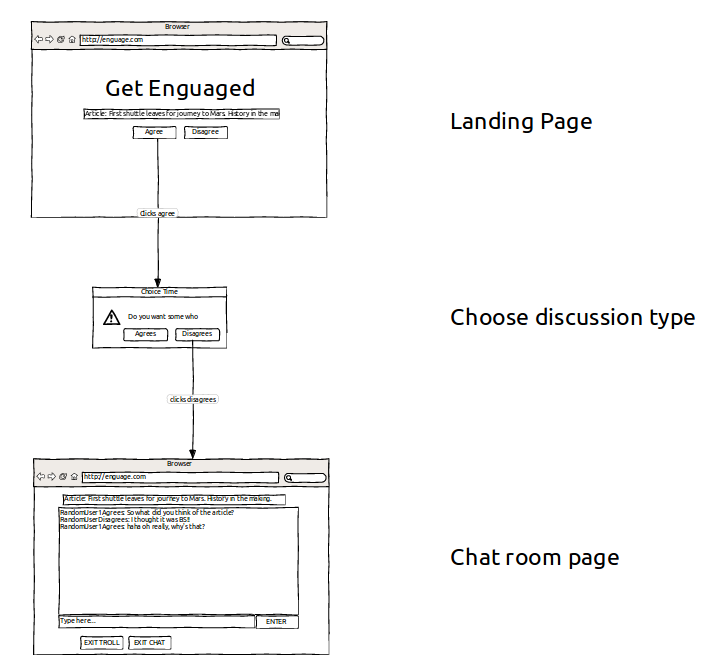 Browser
http://enguage.com
Get Enguaged
Article: First shuttle leaves for journey to Mars. History in the ma
Agree Disagree
Landing Page
Clicks agree
Choice Time
Do you want some who
Agrees Disagrees
Choose discussion type
clicks disagrees
Browser
http://enguage.com
Article: First shuttle leaves for journey to Mars. History in the making.
RandomUser1Agrees: So what did you think of the article?
RandomUserDisagrees: I thought it was BS!!
RandomUser1Agrees: haha oh really, why's that?
Chat room page
Type here... ENTER
EXIT TROLL EXIT CHAT